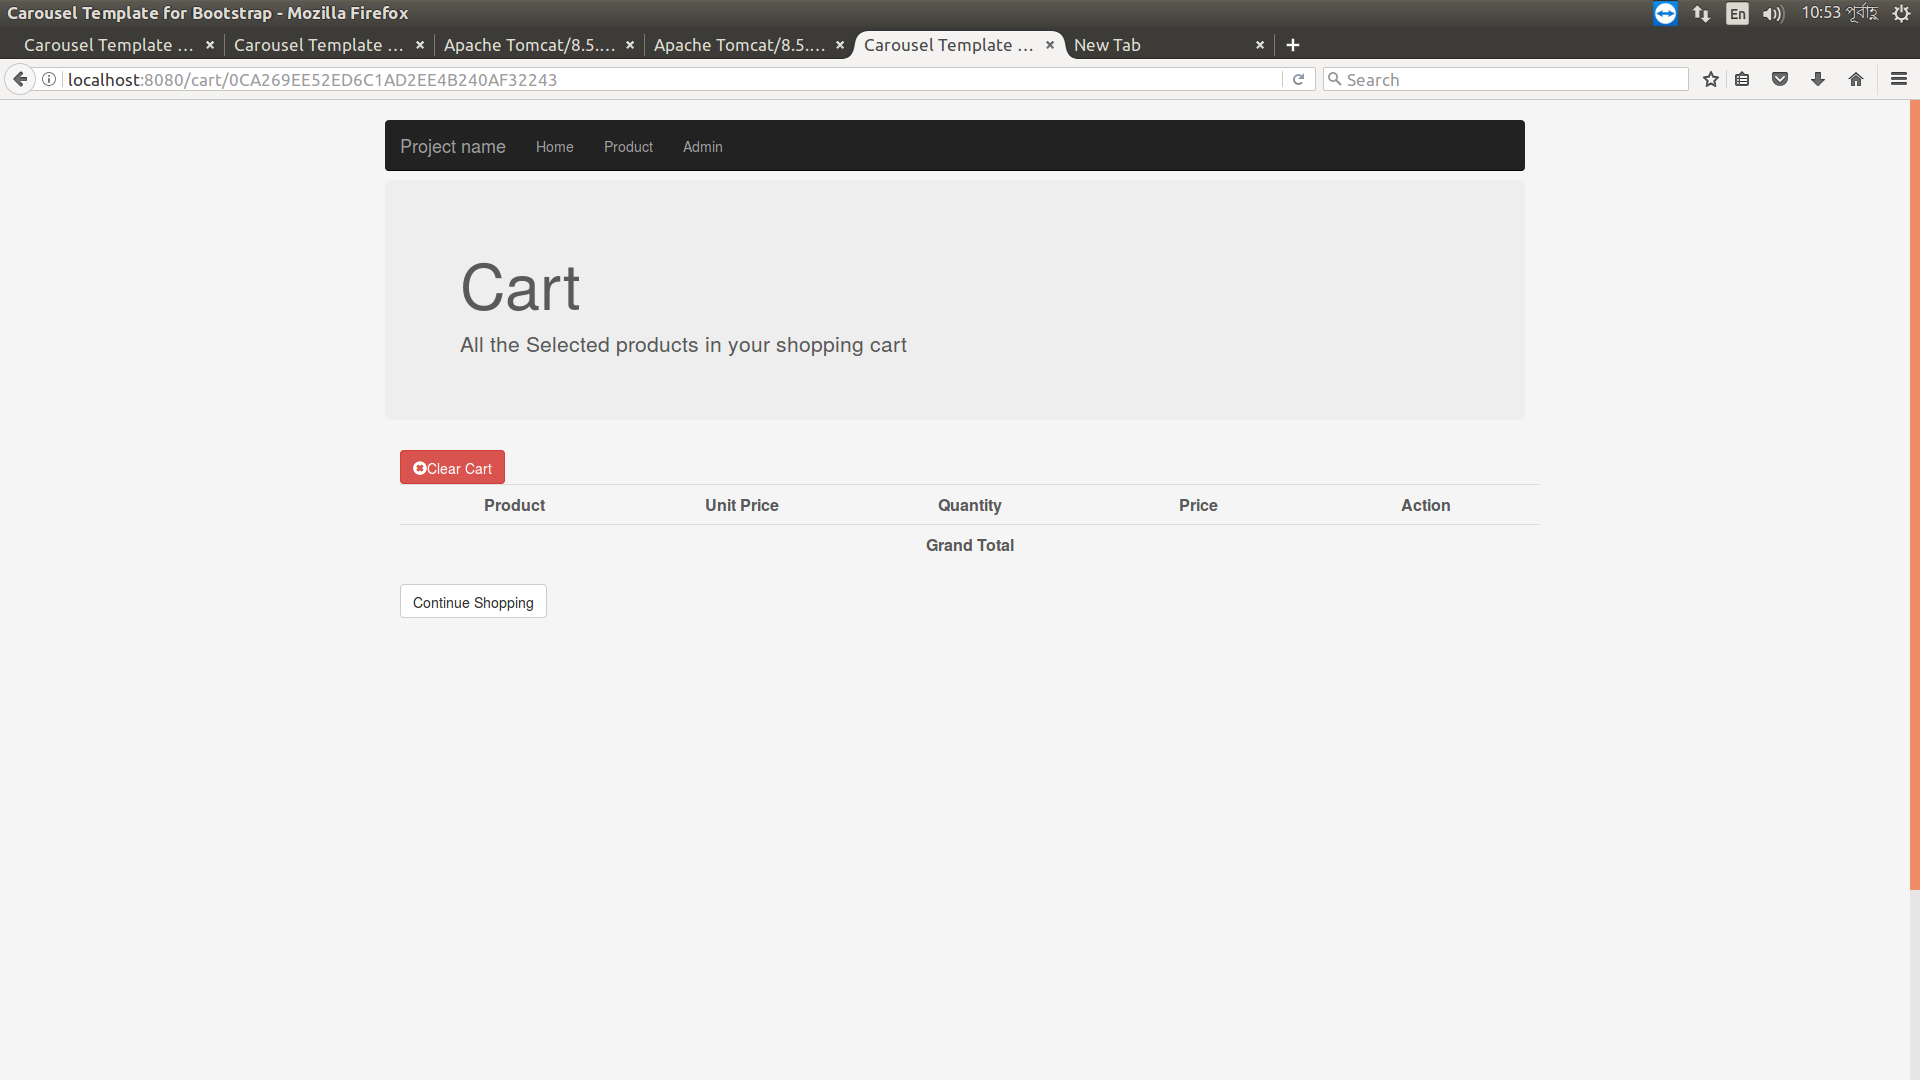 Carousel Template for Bootstrap - Mozilla Firefox
En
10:53 পূর্বাহ্ণ
Carousel Template ...
Carousel Template ...
Apache Tomcat/8.5....
Apache Tomcat/8.5....
Carousel Template ...
New Tab
localhost:8080/cart/0CA269EE52ED6C1AD2EE4B240AF32243
Search
Project name
Home
Product
Admin
Cart
All the Selected products in your shopping cart
Clear Cart
Product
Unit Price
Quantity
Price
Action
Grand Total
Continue Shopping